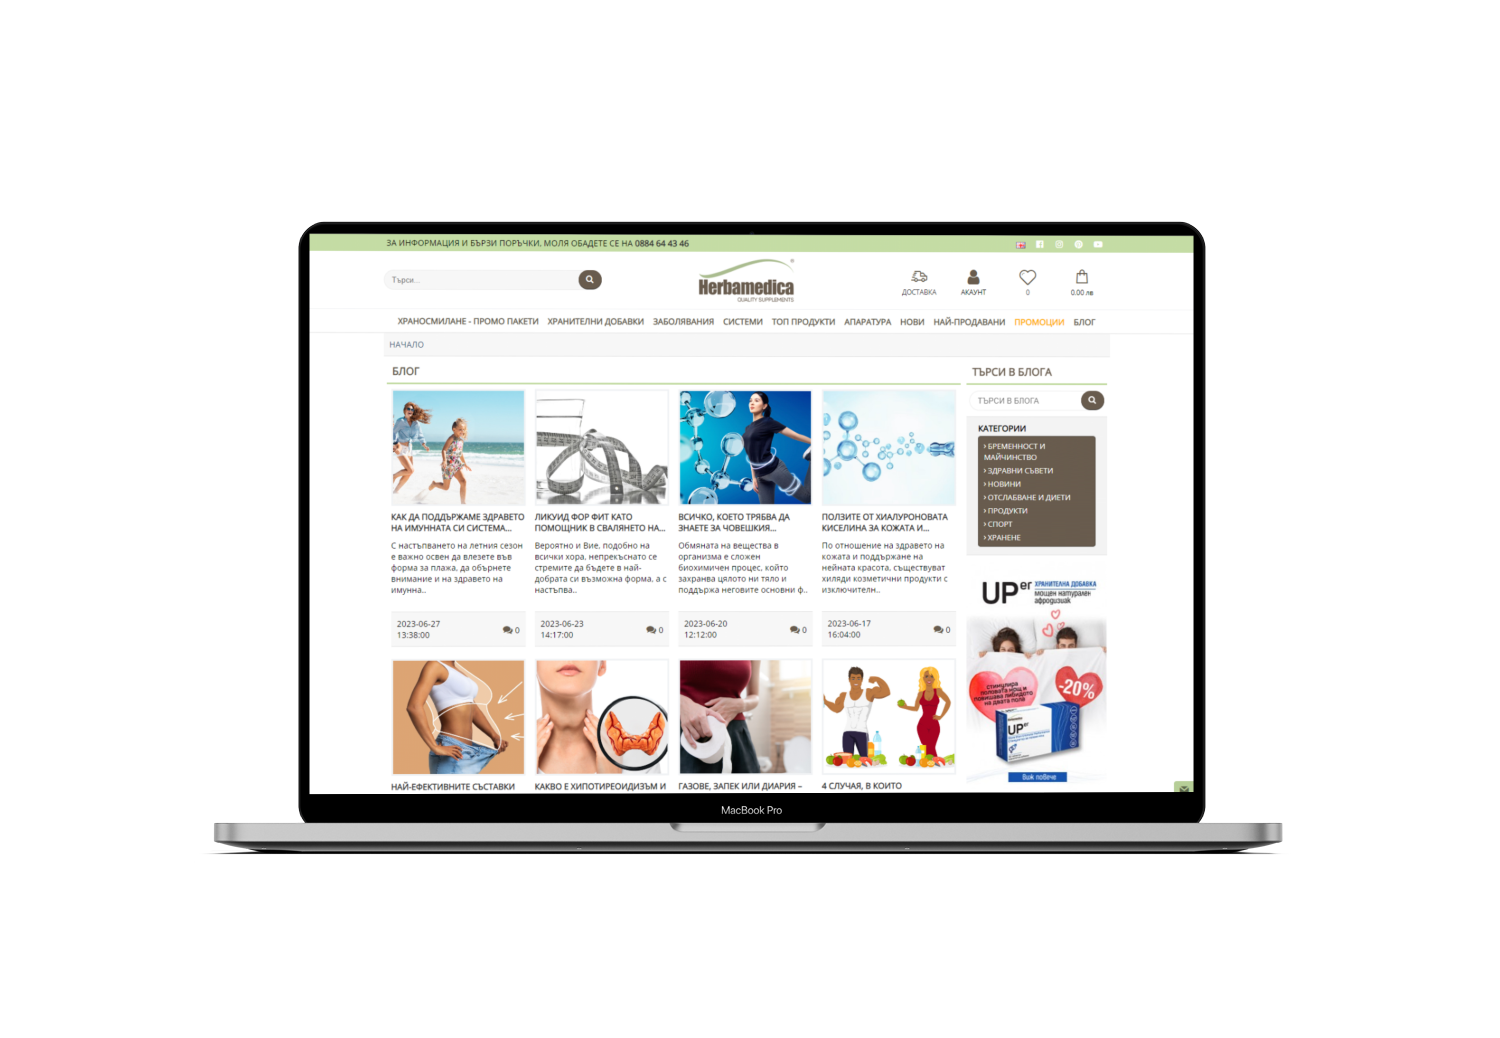 ЗА ИНФОРМАЦИЯ И БЪРЗИ ПОРЪЧКИ, МОЛЯ ОБАДЕТЕ СЕ НА 0884 64 43 46
Търси...
Herbamedica
QUALITY SUPPLEMENTS
ДОСТАВКА
АКАУНТ
0
0.00 лв
ХРАНОСМИЛАНЕ - ПРОМО ПАКЕТИ ХРАНИТЕЛНИ ДОБАВКИ ЗАБОЛЯВАНИЯ СИСТЕМИ ТОП ПРОДУКТИ АПАРАТУРА НОВИ НАЙ-ПРОДАВАНИ ПРОМОЦИИ БЛОГ
НАЧАЛО
БЛОГ
КАК ДА ПОДДЪРЖАМЕ ЗДРАВЕТО
НА ИМУННАТА СИ СИСТЕМА...
С настъпването на летния сезон
е важно освен да влезете във
форма за плажа, да обърнете
внимание и на здравето на
имунна..
2023-06-27
13:38:00
0
ЛИКУИД ФОР ФИТ КАТО
ПОМОЩНИК В СВАЛЯНЕТО НА...
Вероятно и Вие, подобно на
всички хора, непрекъснато се
стремите да бъдете в най-
добрата си възможна форма, а с
настъпва..
2023-06-23
14:17:00
0
ВСИЧКО, КОЕТО ТРЯБВА ДА
ЗНАЕТЕ ЗА ЧОВЕШКИЯ...
Обмяната на вещества в
организма е сложен
биохимичен процес, който
захранва цялото ни тяло и
поддържа неговите основни ф..
2023-06-20
12:12:00
0
ПОЛЗИТЕ ОТ ХИАЛУРОНОВАТА
КИСЕЛИНА ЗА КОЖАТА И...
По отношение на здравето на
кожата и поддържане на
нейната красота, съществуват
хиляди козметични продукти с
изключителн..
2023-06-17
16:04:00
0
НАЙ-ЕФЕКТИВНИТЕ СЪСТАВКИ
КАКВО Е ХИПОТИРЕОИДИЗЪМ И
ГАЗОВЕ, ЗАПЕК ИЛИ ДИАРИЯ –
4 СЛУЧАЯ, В КОИТО
ТЪРСИ В БЛОГА
ТЪРСИ В БЛОГА
КАТЕГОРИИ
› БРЕМЕННОСТ И
МАЙЧИНСТВО
› ЗДРАВНИ СЪВЕТИ
› НОВИНИ
› ОТСЛАБВАНЕ И ДИЕТИ
› ПРОДУКТИ
› СПОРТ
› ХРАНЕНЕ
UPer
ХРАНИТЕЛНА ДОБАВКА
мощен натурален
афродизиак
стимулира
половата мощ и
повишава либидото
на двата пола
-20%
UPer
Виж повече
MacBook Pro